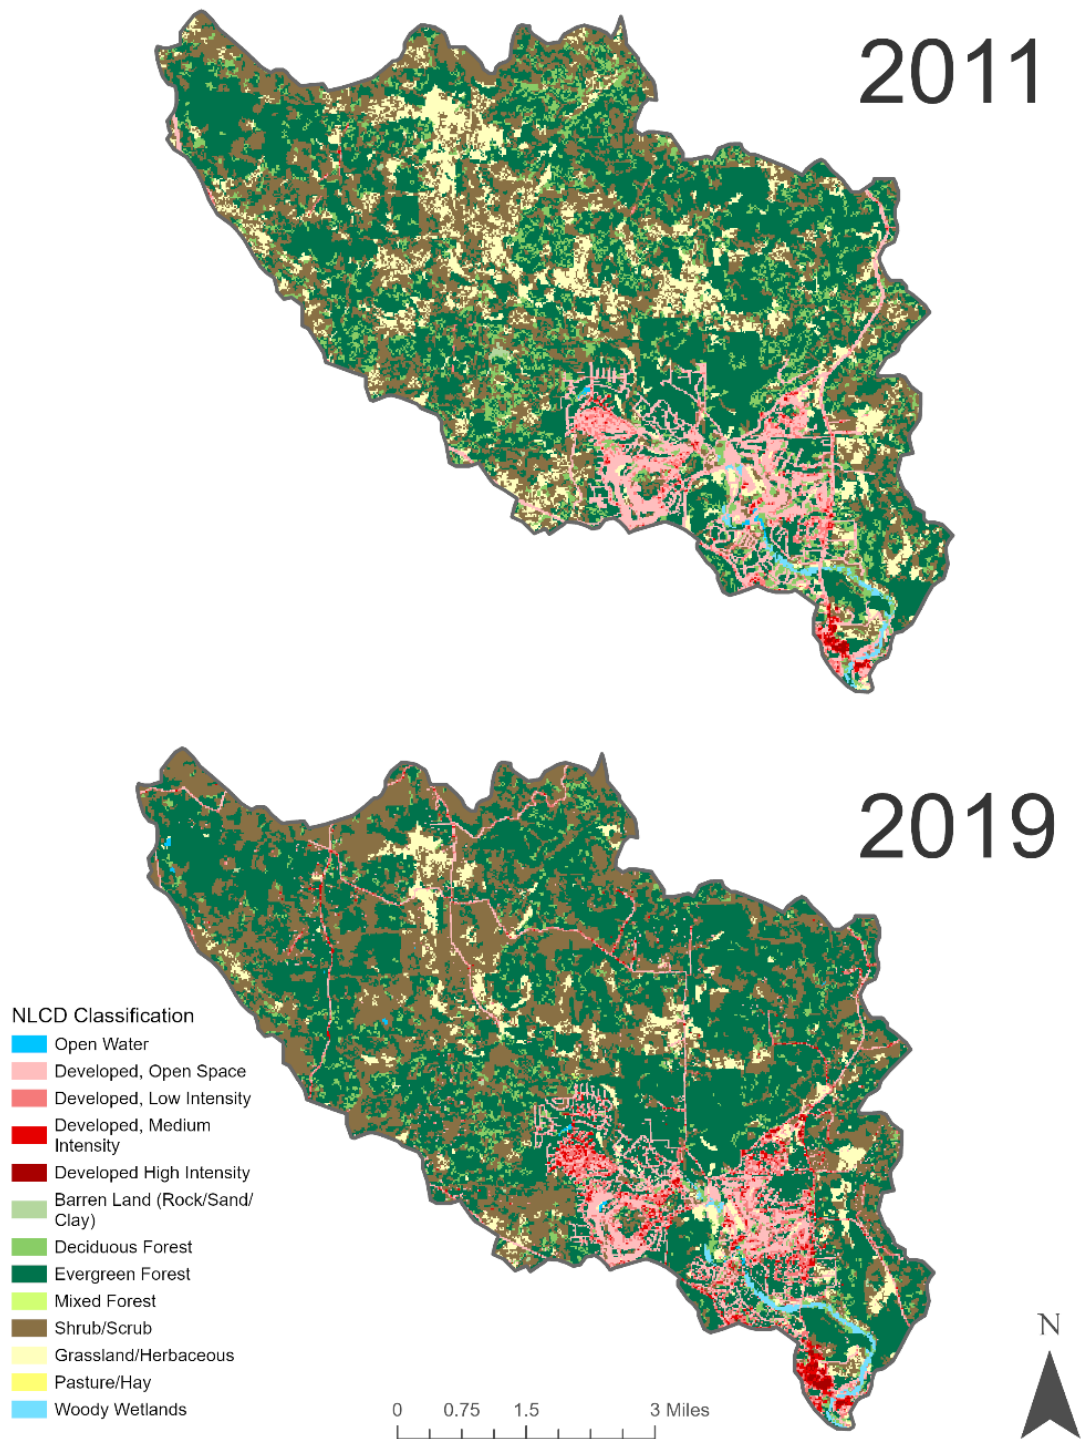 2011
2019
NLCD Classification
Open Water
Developed, Open Space
Developed, Low Intensity
Developed, Medium
Intensity
Developed High Intensity
Barren Land (Rock/Sand/
Clay)
Deciduous Forest
Evergreen Forest
Mixed Forest
Shrub/Scrub
Grassland/Herbaceous
Pasture/Hay
Woody Wetlands
0 0.75 1.5 3 Miles
N